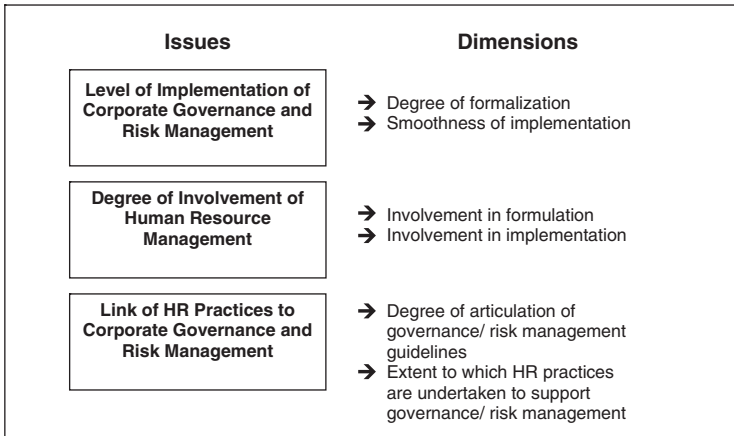 Issues
Dimensions
Level of Implementation of
Corporate Governance and
Risk Management
➔ Degree of formalization
➔ Smoothness of implementation
Degree of Involvement of
Human Resource
Management
➔ Involvement in formulation
➔ Involvement in implementation
Link of HR Practices to
Corporate Governance and
Risk Management
➔ Degree of articulation of
governance/ risk management
guidelines
➔ Extent to which HR practices
are undertaken to support
governance/ risk management